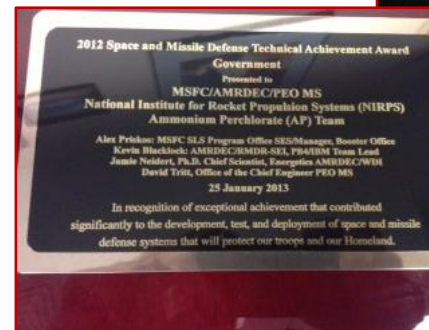 2012 Space and Missile Defense Technical Achievement Award
Government
Presented to
MSFC/AMRDEC/PEO MS
National Institute for Rocket Propulsion Systems (NIRPS)
Ammonium Perchlorate (AP) Team
Alex Priskos: MSFC SLS Program Office SES/Manager, Booster Office
Kevin Blacklock: AMRDEC/RMDR-SEI, PB4/IBM Team Lead
Jamie Neidert, Ph.D. Chief Scientist, Energetics AMRDEC/WDI
David Tritt, Office of the Chief Engineer PEO MS
25 January 2013
In recognition of exceptional achievement that contributed
significantly to the development, test, and deployment of space and missile
defense systems that will protect our troops and our Homeland.